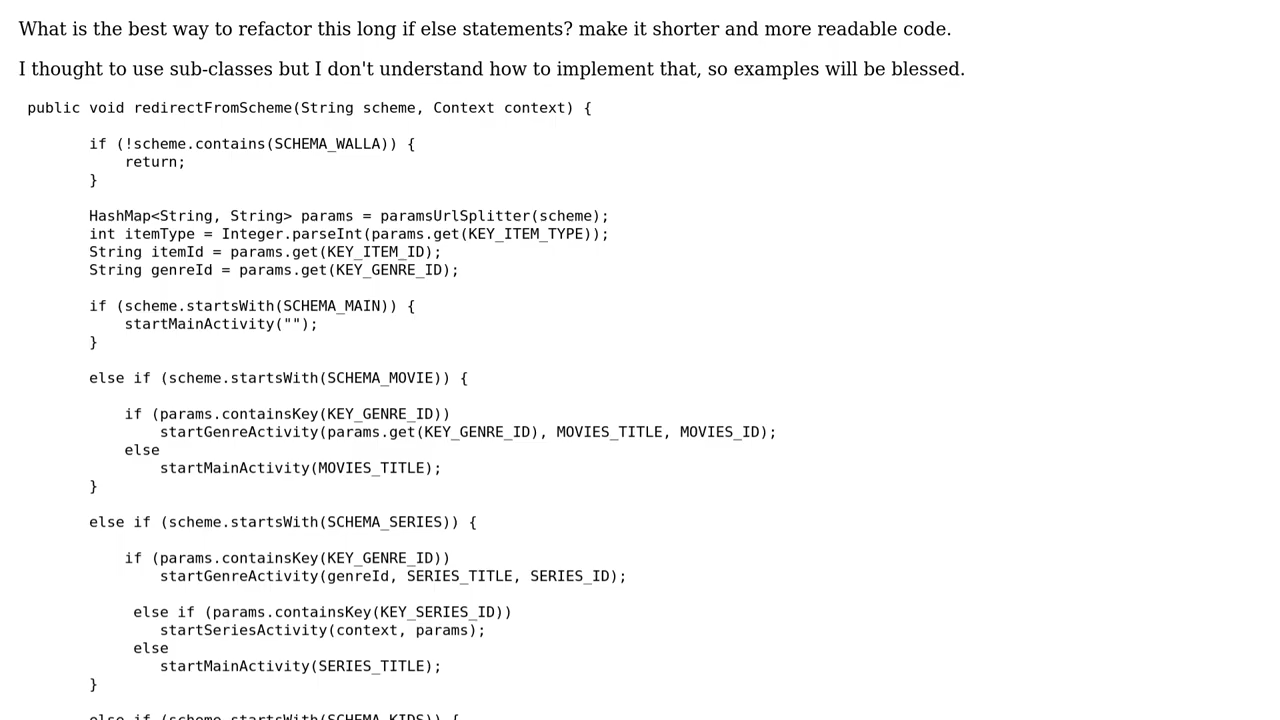 What is the best way to refactor this long if else statements? make it shorter and more readable code.
I thought to use sub-classes but I don't understand how to implement that, so examples will be blessed.
public void redirectFromScheme(String scheme, Context context) {
if (!scheme.contains(SCHEMA_WALLA)) {
return;
}
HashMap<String, String> params = paramsUrlSplitter(scheme);
int itemType = Integer.parseInt(params.get(KEY_ITEM_TYPE));
String itemId = params.get(KEY_ITEM_ID);
String genreId = params.get(KEY_GENRE_ID);
if (scheme.startsWith(SCHEMA_MAIN)) {
startMainActivity("");
}
else if (scheme.startsWith(SCHEMA_MOVIE)) {
if (params.containsKey(KEY_GENRE_ID))
startGenreActivity(params.get(KEY_GENRE_ID), MOVIES_TITLE, MOVIES_ID);
else
startMainActivity(MOVIES_TITLE);
}
else if (scheme.startsWith(SCHEMA_SERIES)) {
if (params.containsKey(KEY_GENRE_ID))
startGenreActivity(genreId, SERIES_TITLE, SERIES_ID);
else if (params.containsKey(KEY_SERIES_ID))
startSeriesActivity(context, params);
else
startMainActivity(SERIES_TITLE);
}
else if (scheme.startsWith(SCHEMA_KIDS)) {